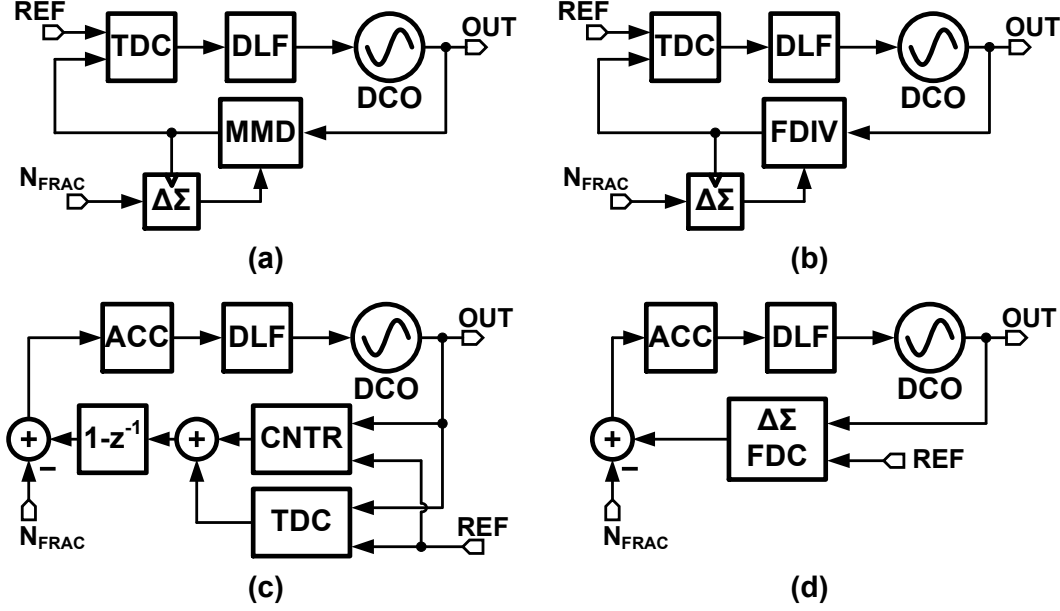 REF
TDC
DLF
DCO
OUT
MMD
N_FRAC
ΔΣ
(a)
REF
TDC
DLF
DCO
OUT
FDIV
N_FRAC
ΔΣ
(b)
ACC
DLF
DCO
OUT
+
1-z⁻¹
+
CNTR
−
N_FRAC
TDC
REF
(c)
ACC
DLF
DCO
OUT
+
ΔΣ
FDC
−
REF
N_FRAC
(d)